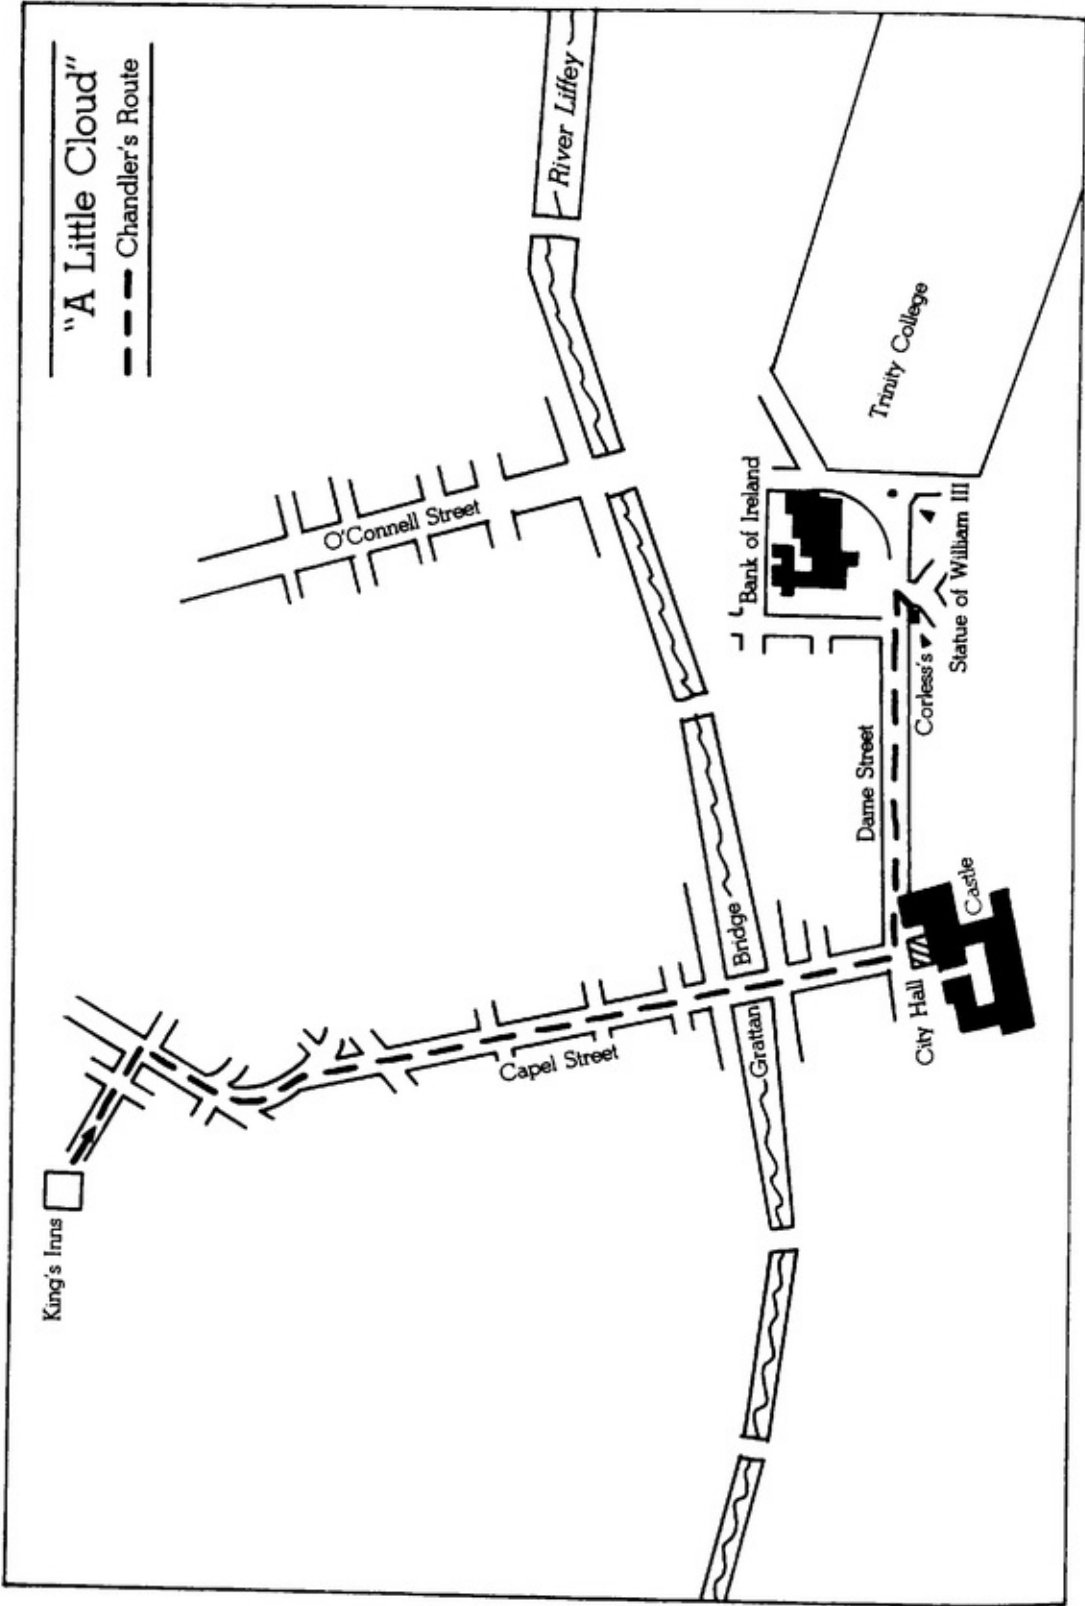 "A Little Cloud"
Chandler's Route
King's Inns
O'Connell Street
River Liffey
Capel Street
Grattan Bridge
Bank of Ireland
Trinity College
Dame Street
Corless's
Statue of William III
City Hall
Castle